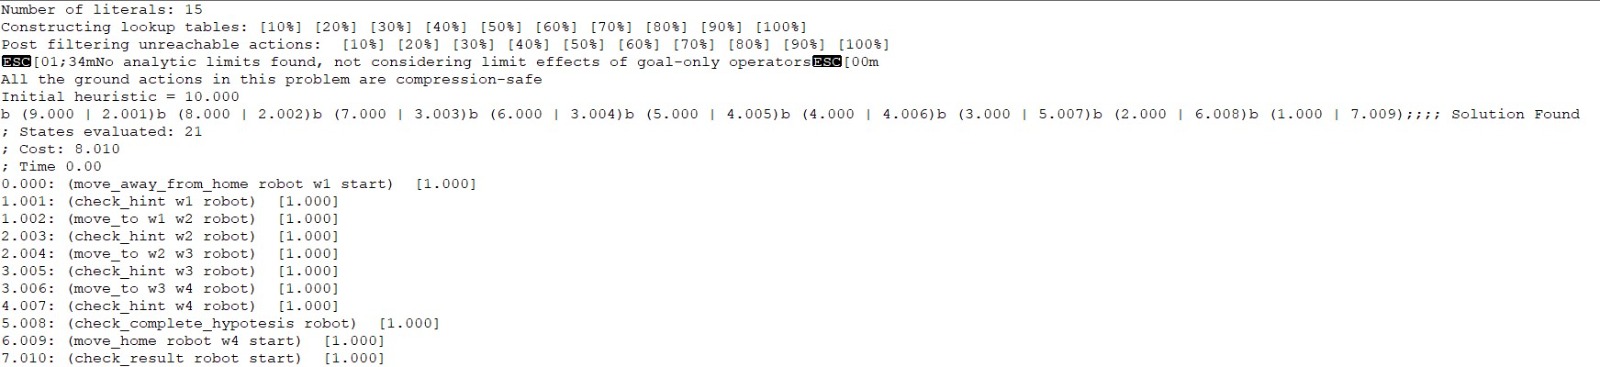 Number of literals: 15
Constructing lookup tables: [10%] [20%] [30%] [40%] [50%] [60%] [70%] [80%] [90%] [100%]
Post filtering unreachable actions:  [10%] [20%] [30%] [40%] [50%] [60%] [70%] [80%] [90%] [100%]
ESC[01;34mNo analytic limits found, not considering limit effects of goal-only operatorsESC[00m
All the ground actions in this problem are compression-safe
Initial heuristic = 10.000
b (9.000 | 2.001)b (8.000 | 2.002)b (7.000 | 3.003)b (6.000 | 3.004)b (5.000 | 4.005)b (4.000 | 4.006)b (3.000 | 5.007)b (2.000 | 6.008)b (1.000 | 7.009);;;; Solution Found
; States evaluated: 21
; Cost: 8.010
; Time 0.00
0.000: (move_away_from_home robot w1 start)  [1.000]
1.001: (check_hint w1 robot)  [1.000]
1.002: (move_to w1 w2 robot)  [1.000]
2.003: (check_hint w2 robot)  [1.000]
2.004: (move_to w2 w3 robot)  [1.000]
3.005: (check_hint w3 robot)  [1.000]
3.006: (move_to w3 w4 robot)  [1.000]
4.007: (check_hint w4 robot)  [1.000]
5.008: (check_complete_hypotesis robot)  [1.000]
6.009: (move_home robot w4 start)  [1.000]
7.010: (check_result robot start)  [1.000]